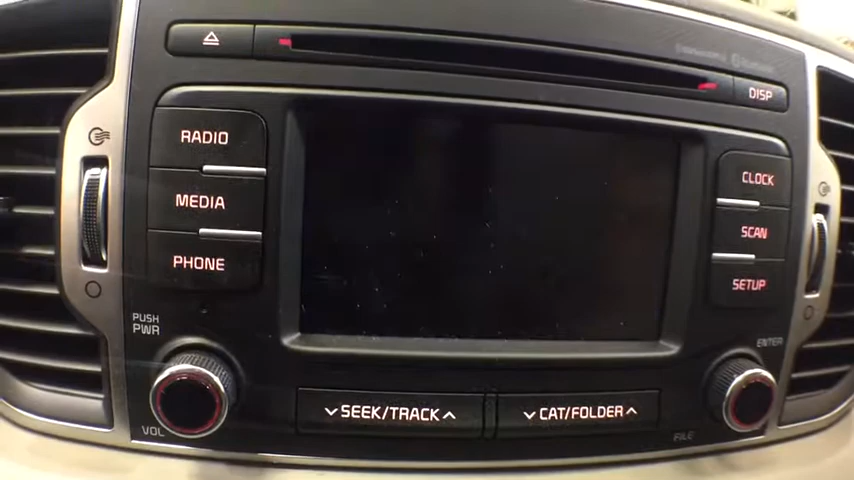 DISP
RADIO
MEDIA
PHONE
CLOCK
SCAN
SETUP
PUSH
PWR
VOL
SEEK/TRACK
CAT/FOLDER
ENTER
FILE